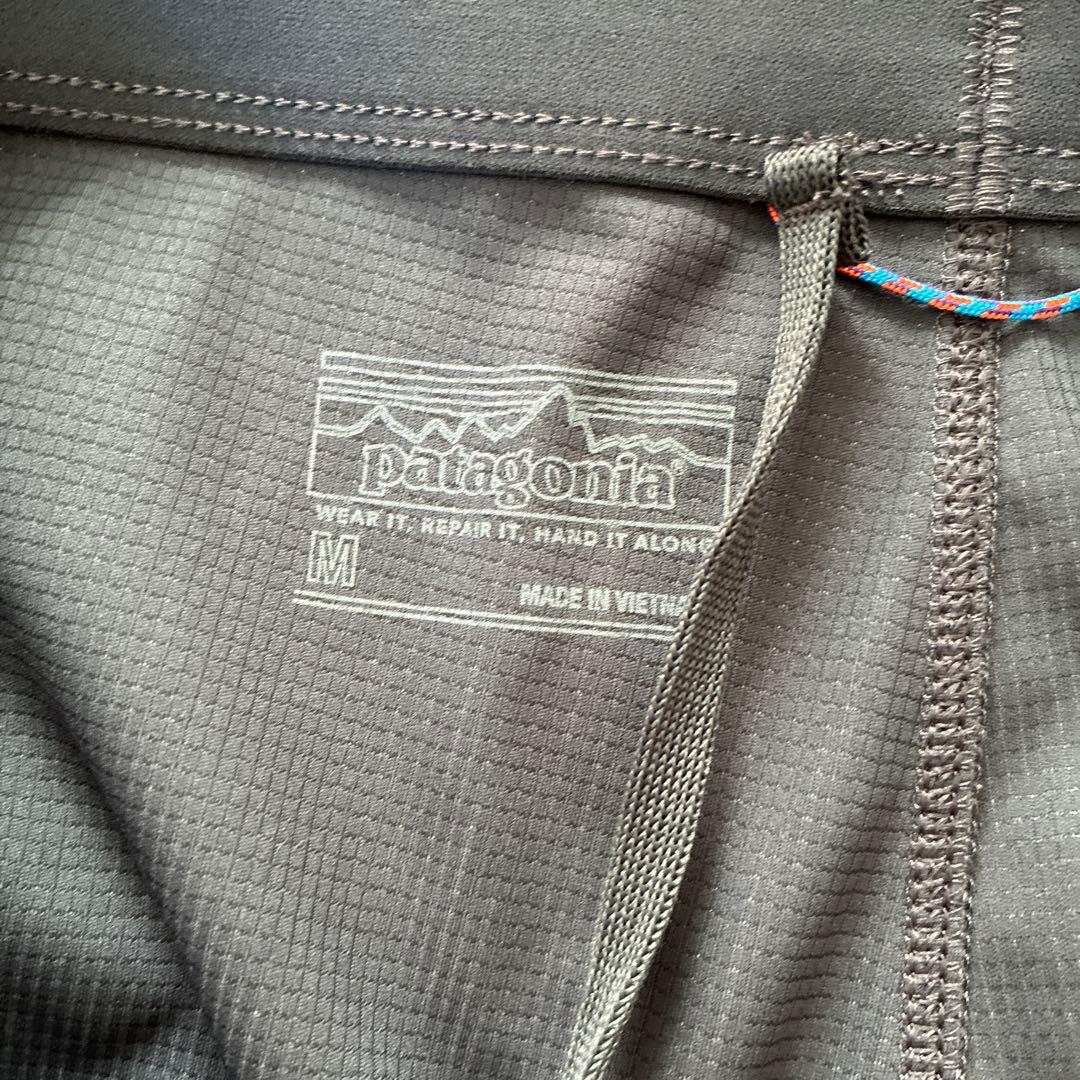 patagonia®
WEAR IT, REPAIR IT, HAND IT ALONG
M
MADE IN VIETNA